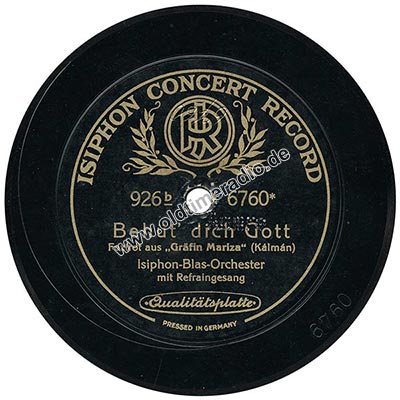 ISIPHON CONCERT RECORD
926b 6760*
Behüt dich Gott
Foxtrot aus „Gräfin Mariza“ (Kálmán)
Isiphon-Blas-Orchester
mit Refraingesang
Qualitätsplatte
PRESSED IN GERMANY
6760
www.oldtimeradio.de